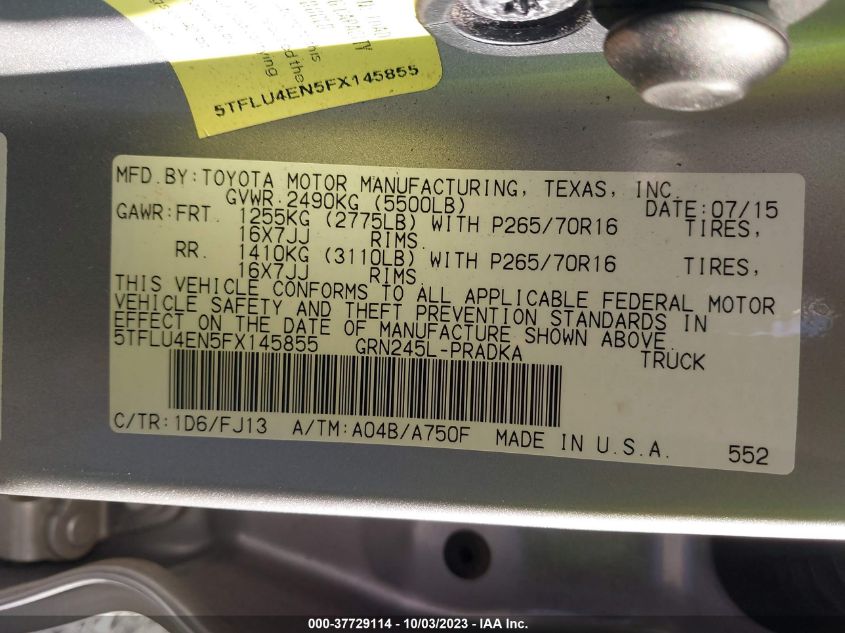 5TFLU4EN5FX145855
MFD.BY:TOYOTA MOTOR MANUFACTURING, TEXAS, INC.
GVWR.2490KG (5500LB) DATE:07/15
GAWR:FRT. 1255KG (2775LB) WITH P265/70R16 TIRES,
16X7JJ RIMS
RR. 1410KG (3110LB) WITH P265/70R16 TIRES,
16X7JJ RIMS
THIS VEHICLE CONFORMS TO ALL APPLICABLE FEDERAL MOTOR
VEHICLE SAFETY AND THEFT PREVENTION STANDARDS IN
EFFECT ON THE DATE OF MANUFACTURE SHOWN ABOVE.
5TFLU4EN5FX145855 GRN245L-PRADKA TRUCK
C/TR:1D6/FJ13 A/TM:A04B/A750F MADE IN U.S.A.
552
000-37729114 - 10/03/2023 - IAA Inc.